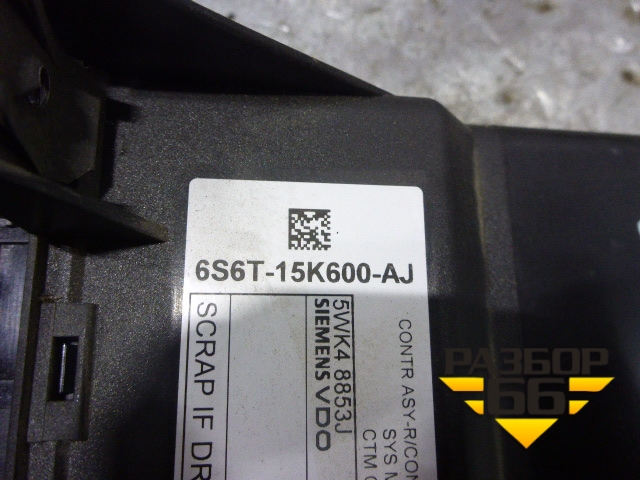 6S6T-15K600-AJ
CONTR ASY-R/CON
SYS M
CTM
5WK4 8853J
SIEMENS VDO
SCRAP IF DR
РАЗБОР
66